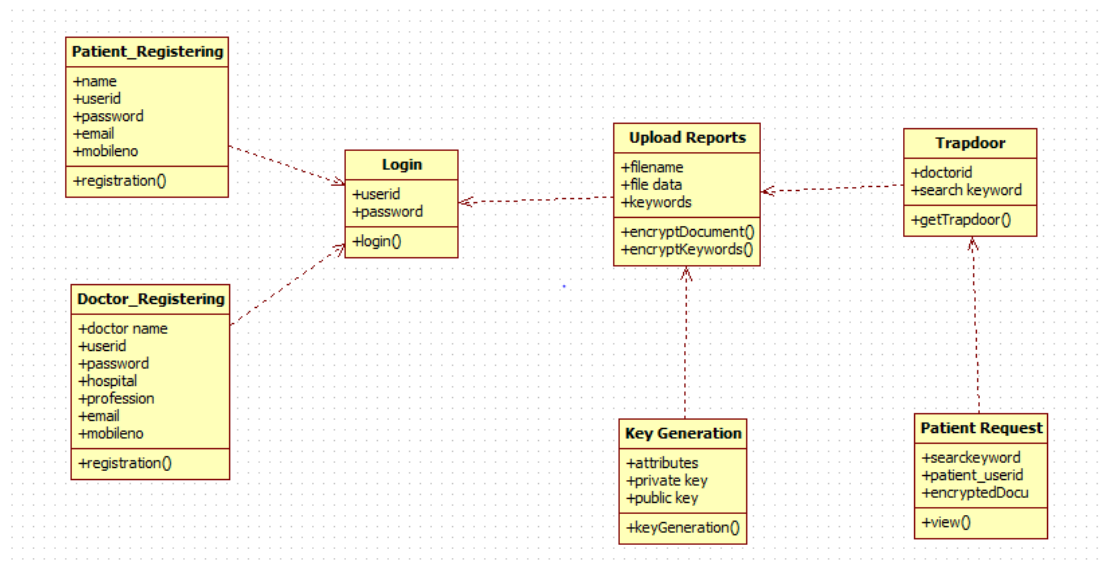 Patient_Registering
+name
+userid
+password
+email
+mobileno
+registration()
Doctor_Registering
+doctor name
+userid
+password
+hospital
+profession
+email
+mobileno
+registration()
Login
+userid
+password
+login()
Upload Reports
+filename
+file data
+keywords
+encryptDocument()
+encryptKeywords()
Key Generation
+attributes
+private key
+public key
+keyGeneration()
Trapdoor
+doctorid
+search keyword
+getTrapdoor()
Patient Request
+searckeyword
+patient_userid
+encryptedDocu
+view()